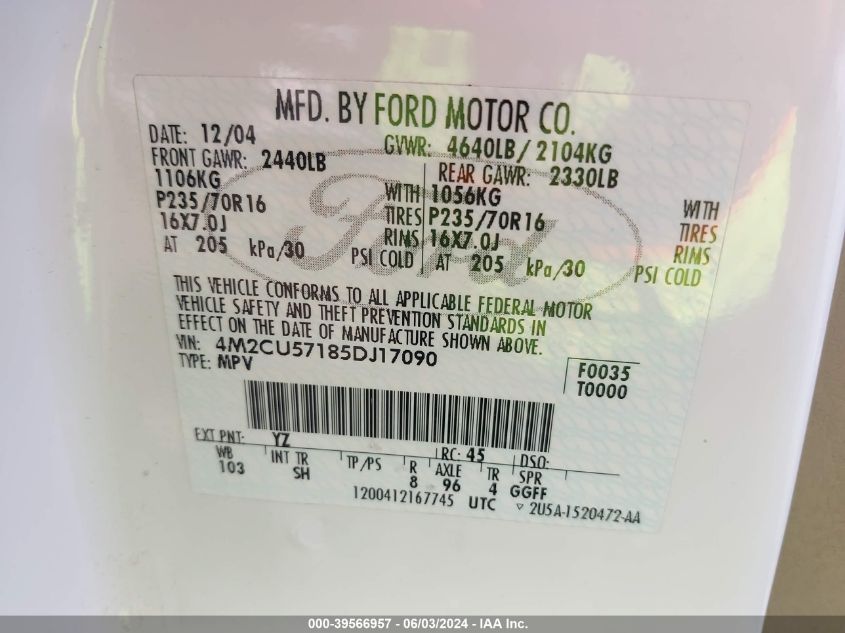 MFD. BY FORD MOTOR CO.
DATE: 12/04 GVWR: 4640LB/ 2104KG
FRONT GAWR: 2440LB REAR GAWR: 2330LB
1106KG WITH 1056KG WITH
P235/70R16 TIRES P235/70R16 TIRES
16X7.0J RIMS 16X7.0J RIMS
AT 205 kPa/30 PSI COLD AT 205 kPa/30 PSI COLD
Ford
THIS VEHICLE CONFORMS TO ALL APPLICABLE FEDERAL MOTOR
VEHICLE SAFETY AND THEFT PREVENTION STANDARDS IN
EFFECT ON THE DATE OF MANUFACTURE SHOWN ABOVE.
VIN: 4M2CU57185DJ17090
TYPE: MPV
F0035
T0000
EXT PNT: YZ RC: 45 DSO:
WB INT TR TP/PS R AXLE TR SPR
103 SH 8 96 4 GGFF
1200412167745 UTC ▽ 2U5A-1520472-AA
000-39566957 - 06/03/2024 - IAA Inc.